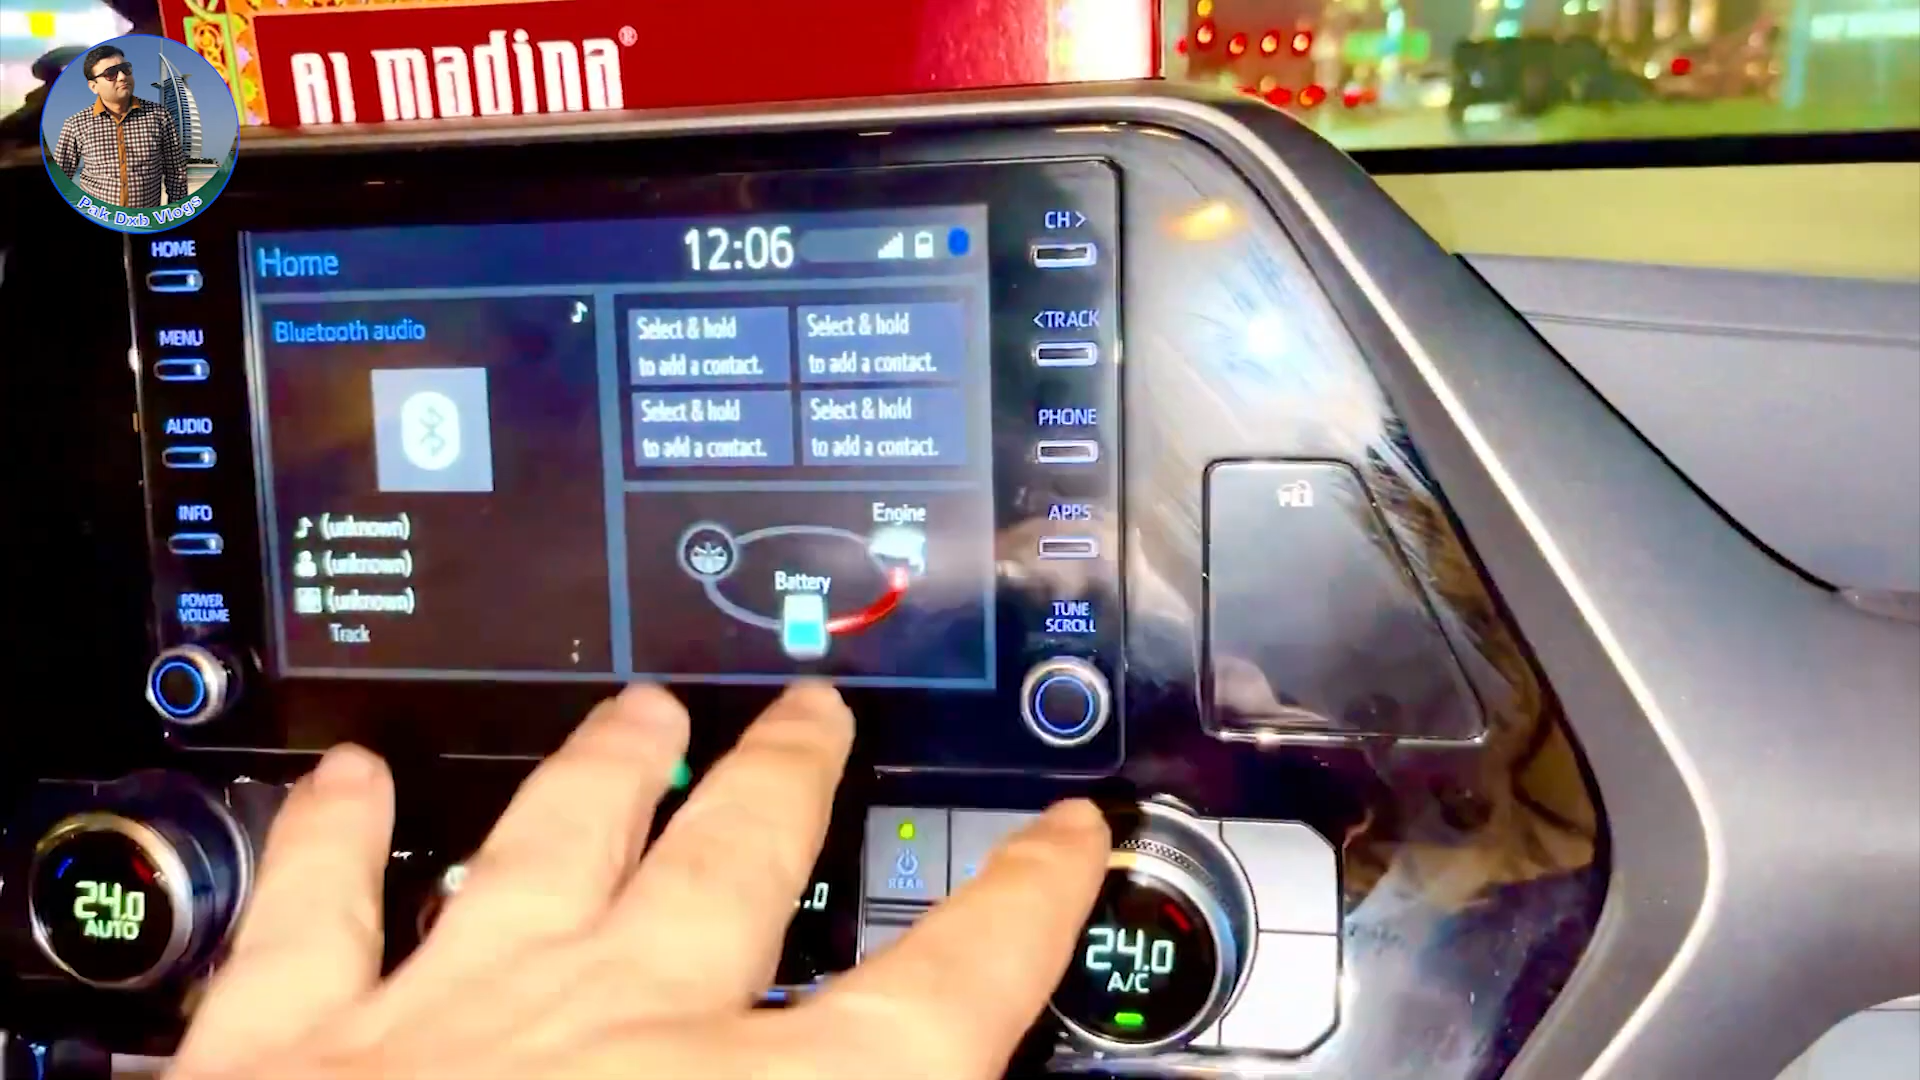 Al madina®
Pak Dxb Vlogs
HOME
MENU
AUDIO
INFO
POWER
VOLUME
Home
12:06
Bluetooth audio
(unknown)
(unknown)
(unknown)
Track
Select & hold
to add a contact.
Select & hold
to add a contact.
Select & hold
to add a contact.
Select & hold
to add a contact.
Engine
Battery
CH >
<TRACK
PHONE
APPS
TUNE
SCROLL
24.0
AUTO
REAR
24.0
A/C